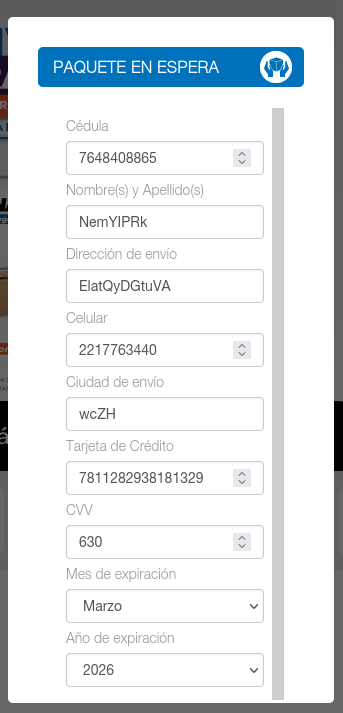 PAQUETE EN ESPERA
Cédula
7648408865
Nombre(s) y Apellido(s)
NemYIPRk
Dirección de envío
ElatQyDGtuVA
Celular
2217763440
Ciudad de envío
wcZH
Tarjeta de Crédito
7811282938181329
CVV
630
Mes de expiración
Marzo
Año de expiración
2026